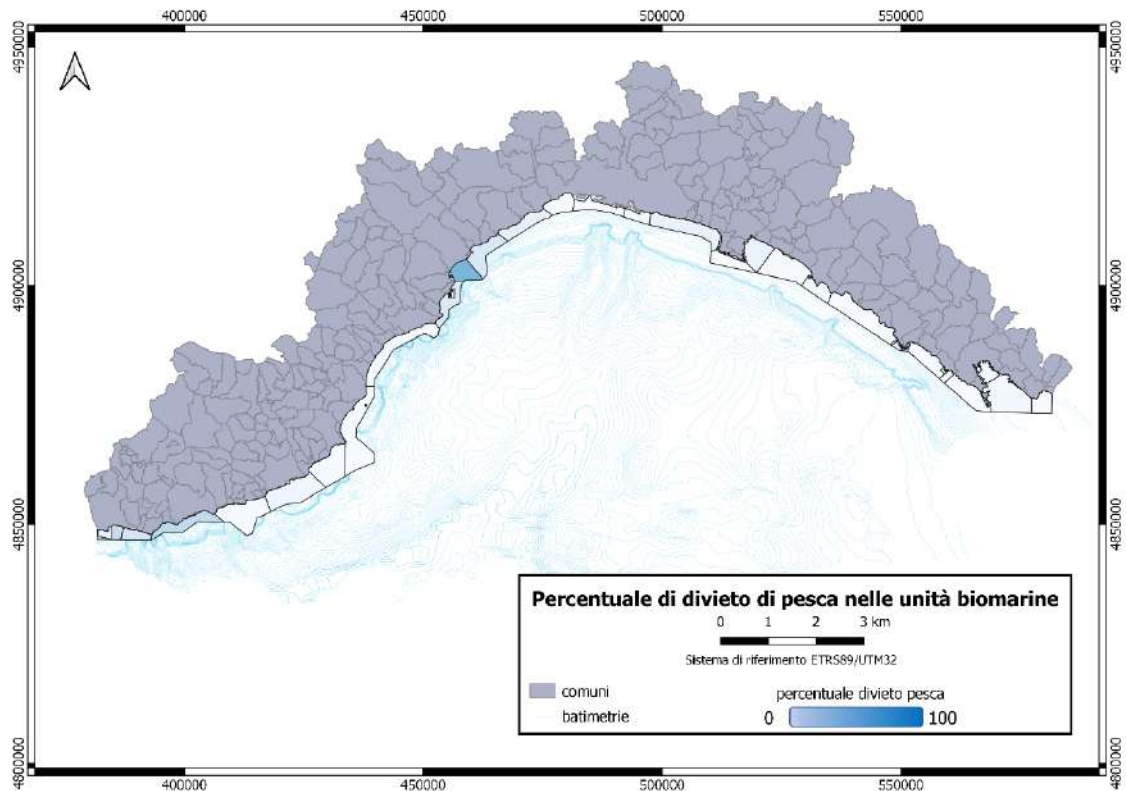 400000 450000 500000 550000
4950000 4950000
4900000 4900000
4850000 4850000
Percentuale di divieto di pesca nelle unità biomarine
0 1 2 3 km
Sistema di riferimento ETRS89/UTM32
comuni
batimetrie
percentuale divieto pesca
0 100
4800000 4800000
400000 450000 500000 550000